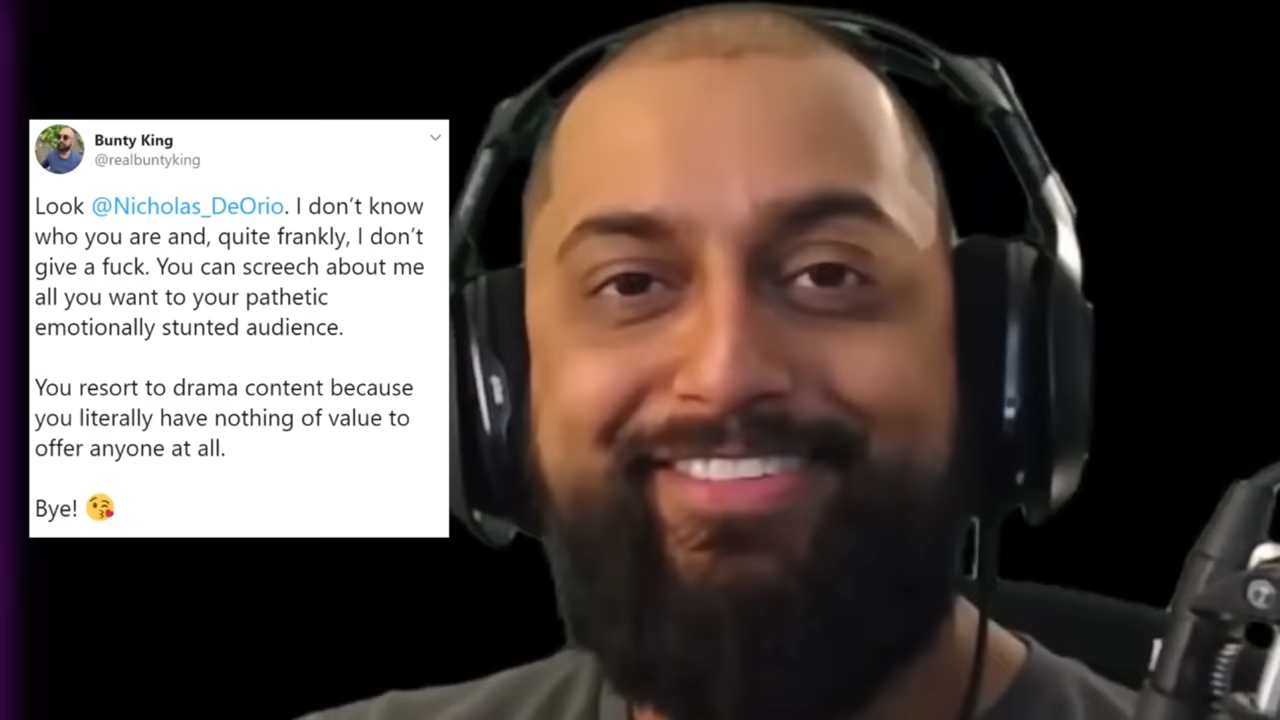 Bunty King
@realbuntyking
Look @Nicholas_DeOrio. I don’t know
who you are and, quite frankly, I don’t
give a fuck. You can screech about me
all you want to your pathetic
emotionally stunted audience.
You resort to drama content because
you literally have nothing of value to
offer anyone at all.
Bye! 😘